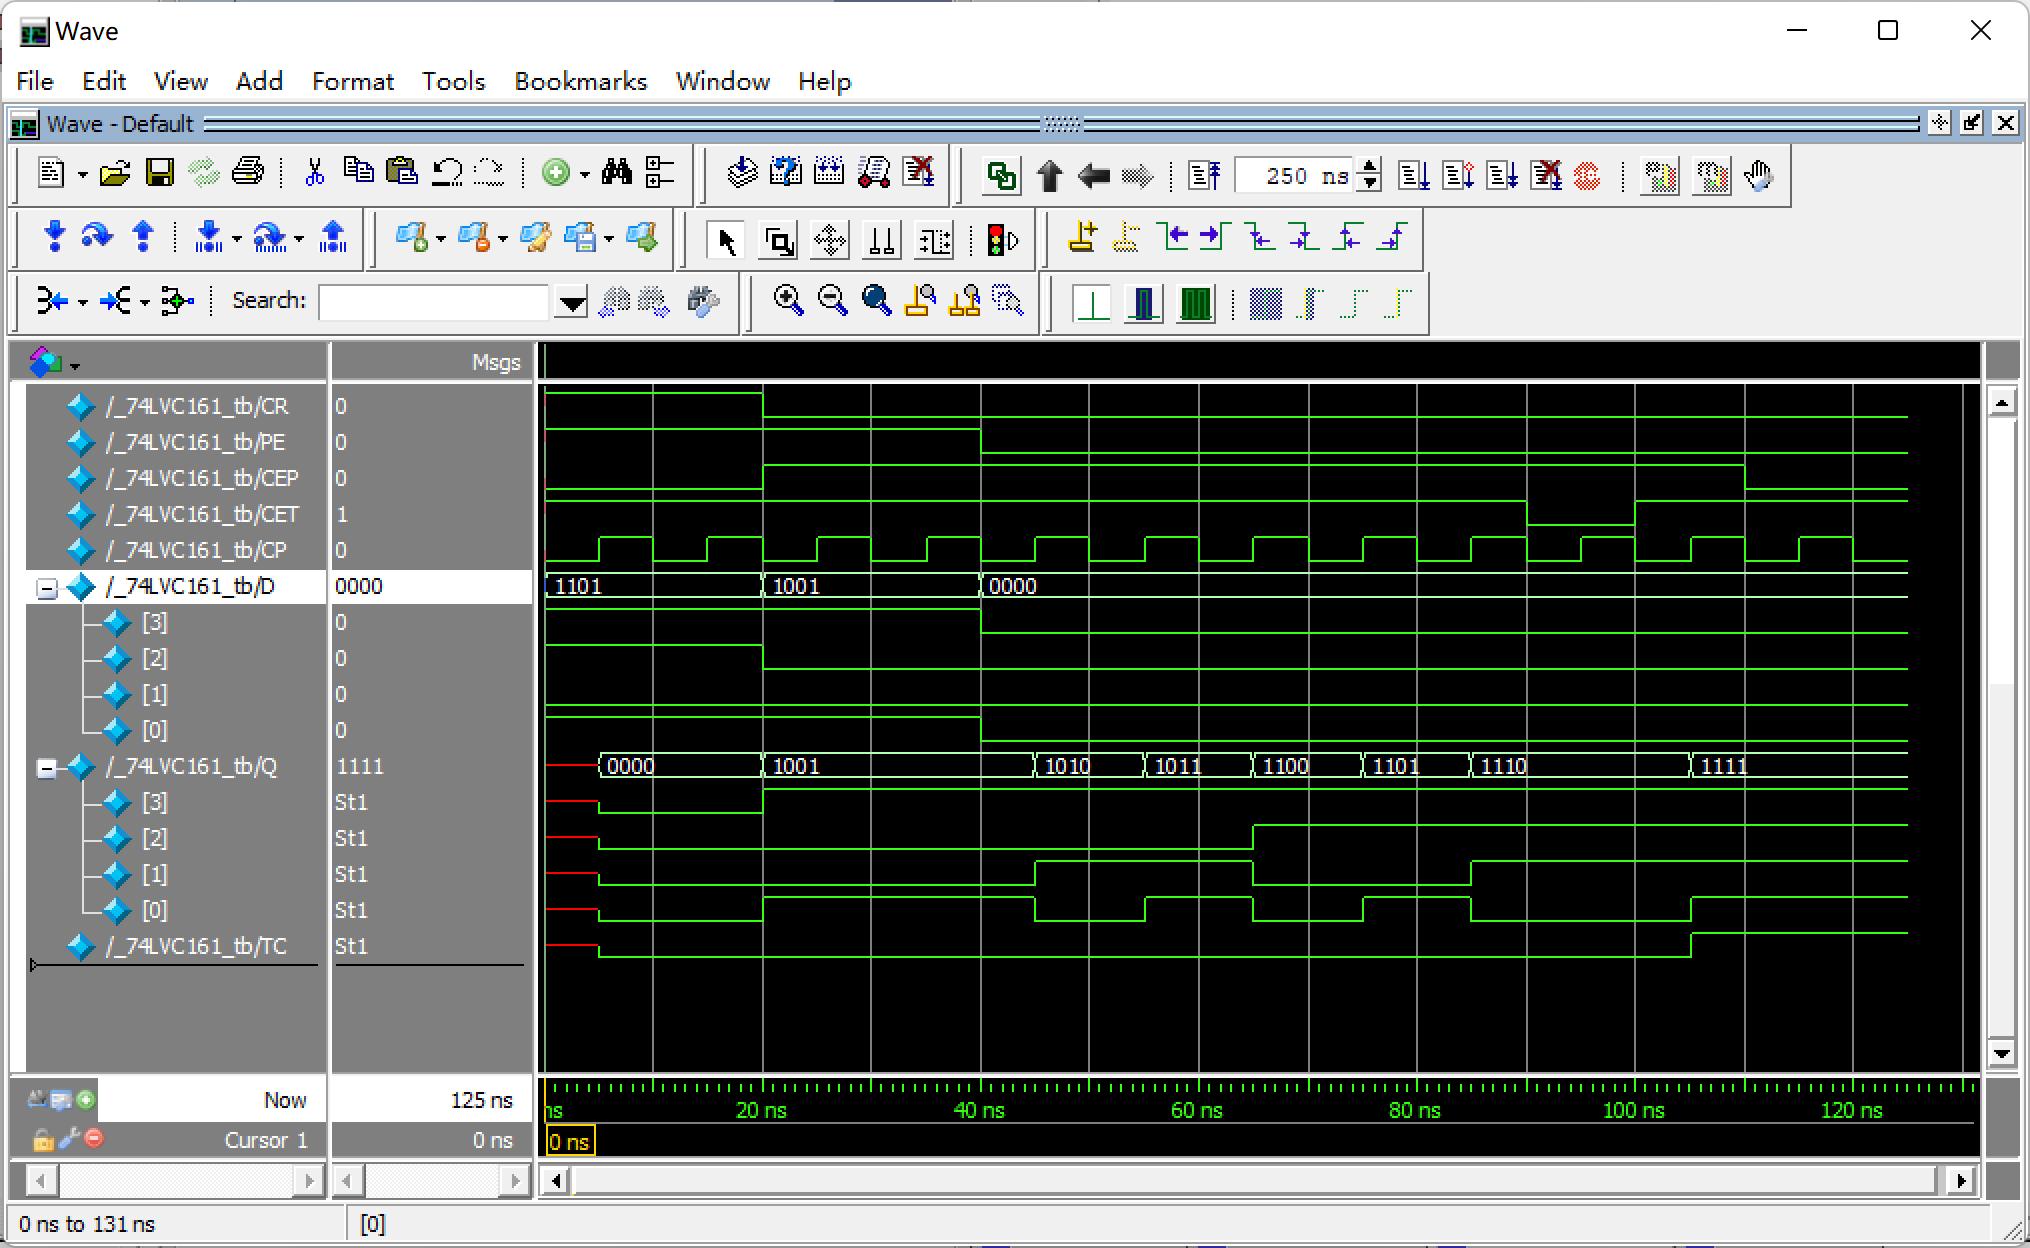 Wave
File Edit View Add Format Tools Bookmarks Window Help
Wave - Default
250 ns
Search:
Msgs
/_74LVC161_tb/CR 0
/_74LVC161_tb/PE 0
/_74LVC161_tb/CEP 0
/_74LVC161_tb/CET 1
/_74LVC161_tb/CP 0
/_74LVC161_tb/D 0000 1101 1001 0000
[3] 0
[2] 0
[1] 0
[0] 0
/_74LVC161_tb/Q 1111 0000 1001 1010 1011 1100 1101 1110 1111
[3] St1
[2] St1
[1] St1
[0] St1
/_74LVC161_tb/TC St1
Now 125 ns ns 20 ns 40 ns 60 ns 80 ns 100 ns 120 ns
Cursor 1 0 ns 0 ns
0 ns to 131 ns [0]